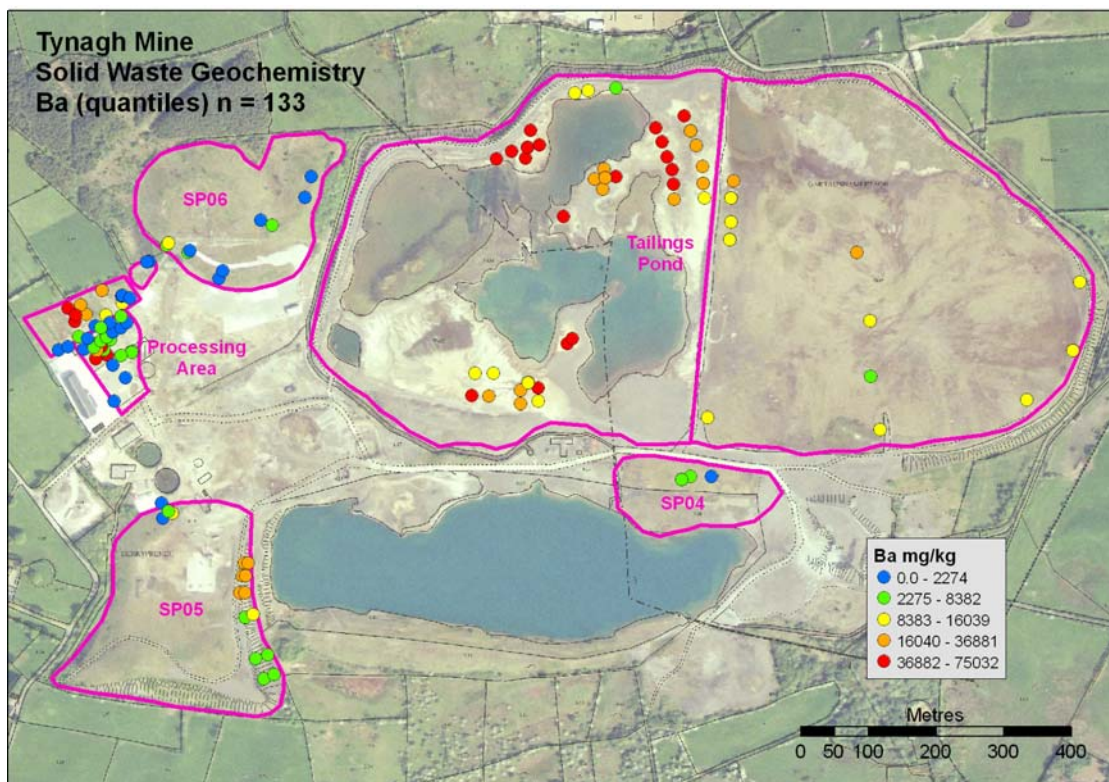 Tynagh Mine
Solid Waste Geochemistry
Ba (quantiles) n = 133
SP06
Tailings
Pond
Processing
Area
SP04
SP05
Ba mg/kg
0.0 - 2274
2275 - 8382
8383 - 16039
16040 - 36881
36882 - 75032
Metres
0 50 100 200 300 400